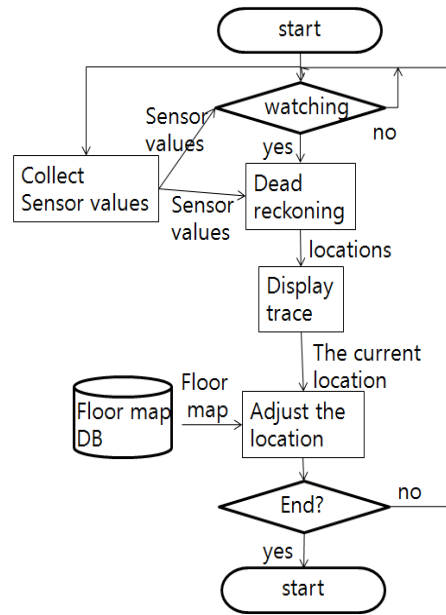 start
watching
no
Sensor
values
yes
Collect
Sensor values
Sensor
values
Dead
reckoning
locations
Display
trace
The current
location
Floor
map
Floor map
DB
Adjust the
location
End?
no
yes
start